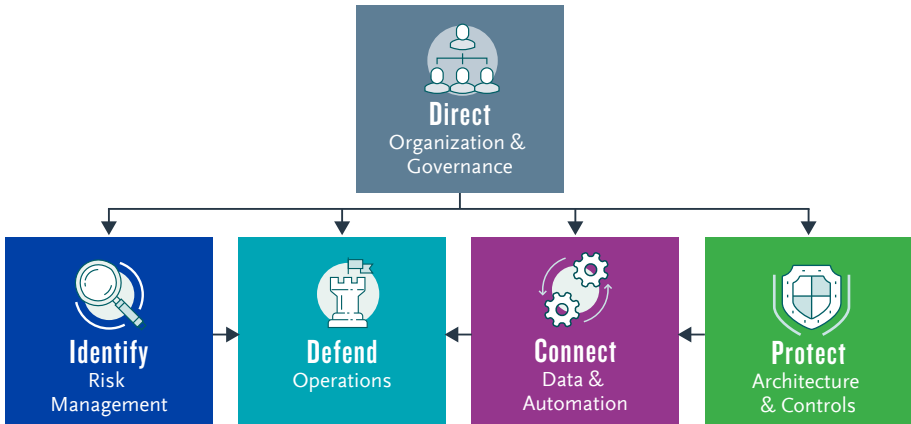 Direct
Organization &
Governance
Identify
Risk
Management
Defend
Operations
Connect
Data &
Automation
Protect
Architecture
& Controls